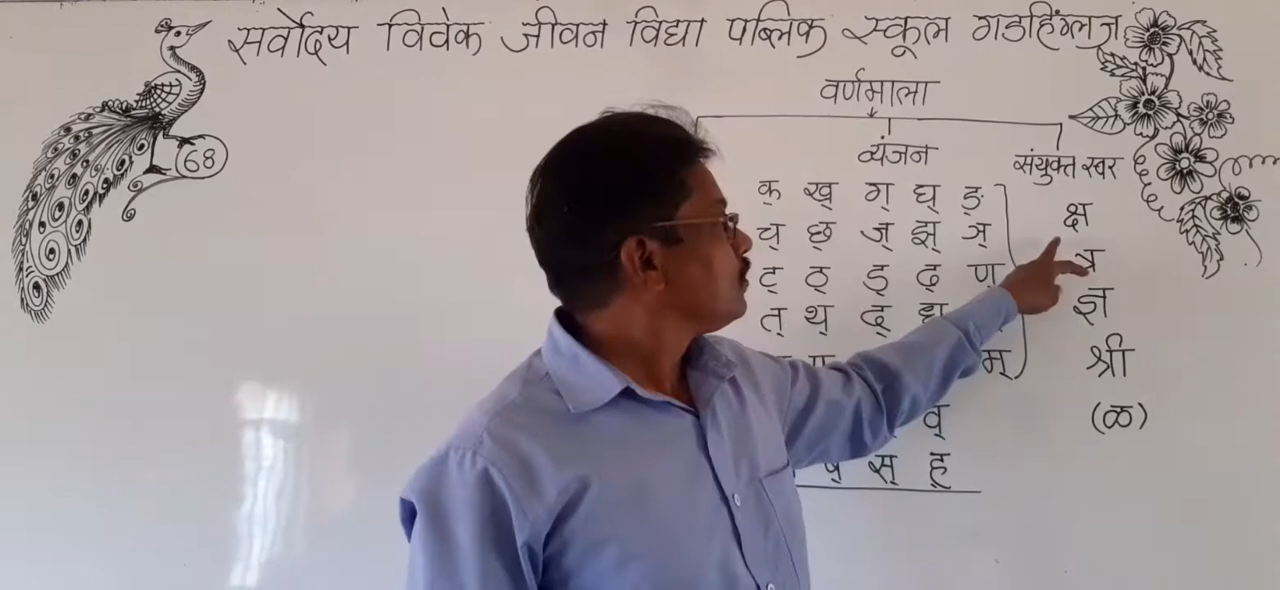 सर्वोदय विवेक जीवन विद्या पब्लिक स्कूल गडहिंग्लज
68
वर्णमाला
व्यंजन संयुक्त स्वर
क् ख् ग् घ् ङ् क्ष
च् छ् ज् झ् ञ् त्र
ट् ठ् ड् ढ् ण् ज्ञ
त् थ् द् ध्
म् श्री
व् (ळ)
ष् स् ह्